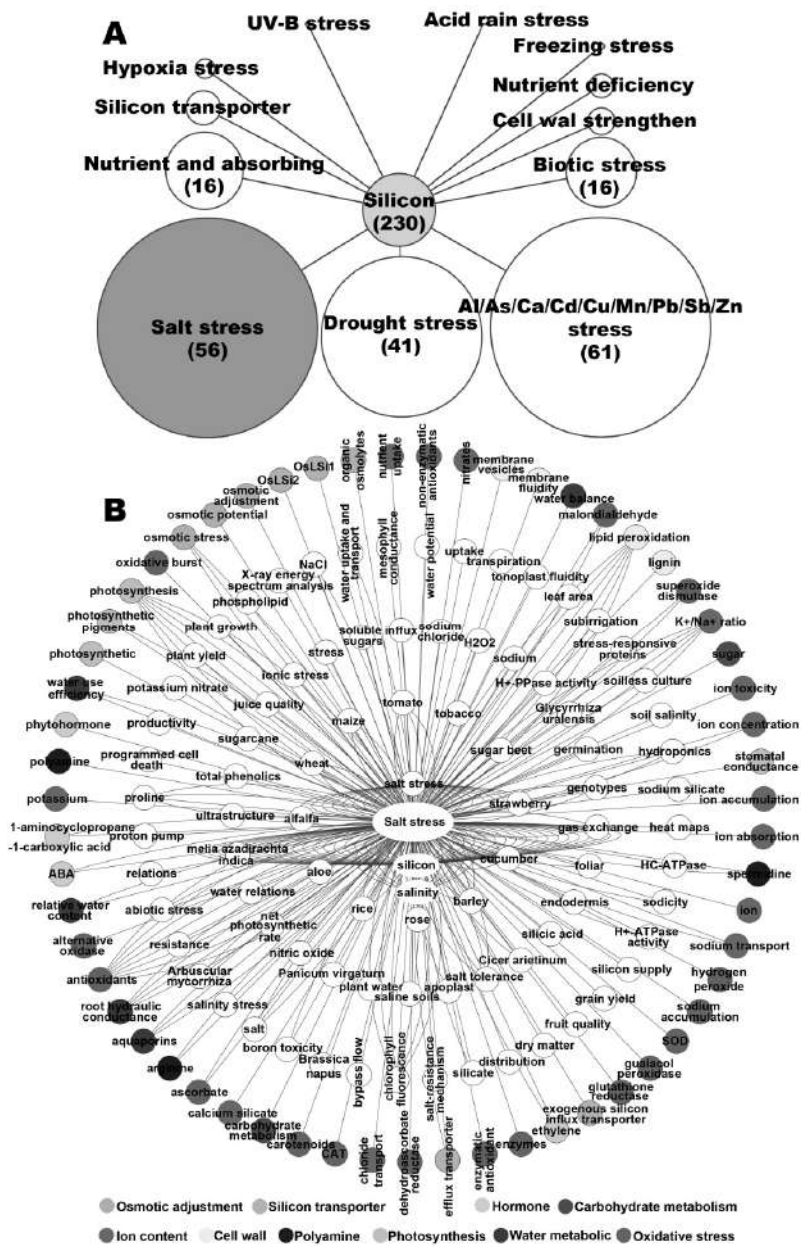 A
UV-B stress
Acid rain stress
Freezing stress
Hypoxia stress
Nutrient deficiency
Silicon transporter
Cell wal strengthen
Nutrient and absorbing
(16)
Biotic stress
(16)
Silicon
(230)
Salt stress
(56)
Drought stress
(41)
Al/As/Ca/Cd/Cu/Mn/Pb/Sb/Zn
stress
(61)
B
OsLSi2
OsLSi1
organic
osmolytes
nutrient
uptake
non-enzymatic
antioxidants
nitrates
membrane
vesicles
membrane
fluidity
water balance
malondialdehyde
lipid peroxidation
lignin
superoxide
dismutase
K+/Na+ ratio
sugar
ion toxicity
ion concentration
stomatal
conductance
ion accumulation
ion absorption
spermidine
ion
sodium transport
hydrogen
peroxide
sodium
accumulation
SOD
guaiacol
peroxidase
glutathione
reductase
exogenous silicon
influx transporter
ethylene
enzymes
enzymatic
antioxidant
efflux transporter
dehydroascorbate
reductase
chloride
transport
CAT
carotenoids
carbohydrate
metabolism
calcium silicate
ascorbate
arginine
aquaporins
root hydraulic
conductance
antioxidants
alternative
oxidase
relative water
content
ABA
1-aminocyclopropane
-1-carboxylic acid
potassium
polyamine
phytohormone
water use
efficiency
photosynthetic
photosynthetic
pigments
photosynthesis
oxidative burst
osmotic stress
osmotic potential
osmotic
adjustment
NaCl
water uptake and
transport
mesophyll
conductance
water potential
uptake
transpiration
tonoplast fluidity
leaf area
subirrigation
stress-responsive
proteins
soilless culture
soil salinity
hydroponics
sodium silicate
heat maps
HC-ATPase
sodicity
H+-ATPase
activity
silicon supply
grain yield
fruit quality
dry matter
distribution
silicate
salt-resistance
mechanism
chlorophyll
fluorescence
bypass flow
Brassica
napus
boron toxicity
salt
salinity stress
Arbuscular
mycorrhiza
resistance
abiotic stress
relations
proton pump
proline
programmed cell
death
productivity
potassium nitrate
plant yield
plant growth
phospholipid
X-ray energy
spectrum analysis
stress
soluble
sugars
influx
sodium
chloride
H2O2
sodium
H+-PPase activity
Glycyrrhiza
uralensis
germination
genotypes
gas exchange
foliar
endodermis
silicic acid
Cicer arietinum
salt tolerance
apoplast
saline soils
plant water
Panicum virgatum
nitric oxide
net
photosynthetic
rate
water relations
melia azadirachta
indica
ultrastructure
total phenolics
sugarcane
juice quality
ionic stress
maize
tomato
tobacco
sugar beet
strawberry
cucumber
barley
rose
rice
aloe
alfalfa
wheat
salt stress
Salt stress
silicon
salinity
Osmotic adjustment
Silicon transporter
Hormone
Carbohydrate metabolism
Ion content
Cell wall
Polyamine
Photosynthesis
Water metabolic
Oxidative stress